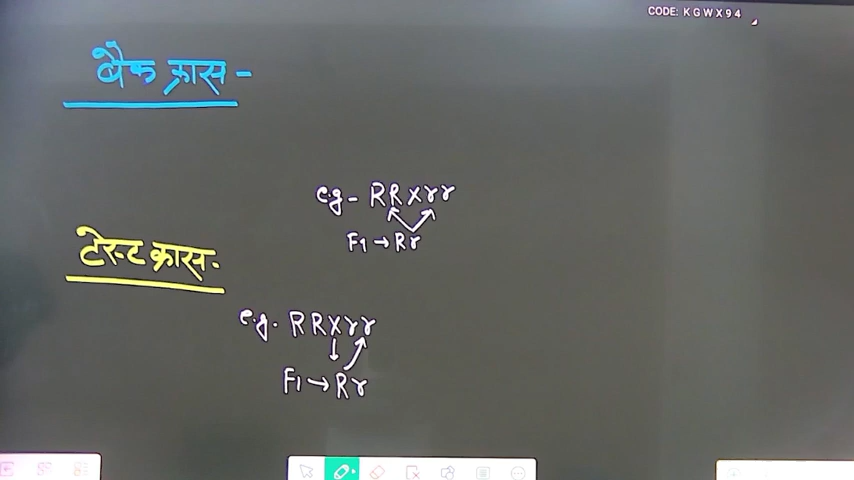 CODE: KGWX94
बैक क्रास -
e.g - RR x rr
F1 → Rr
टेस्ट क्रास -
e.g. RR x rr
F1 → Rr